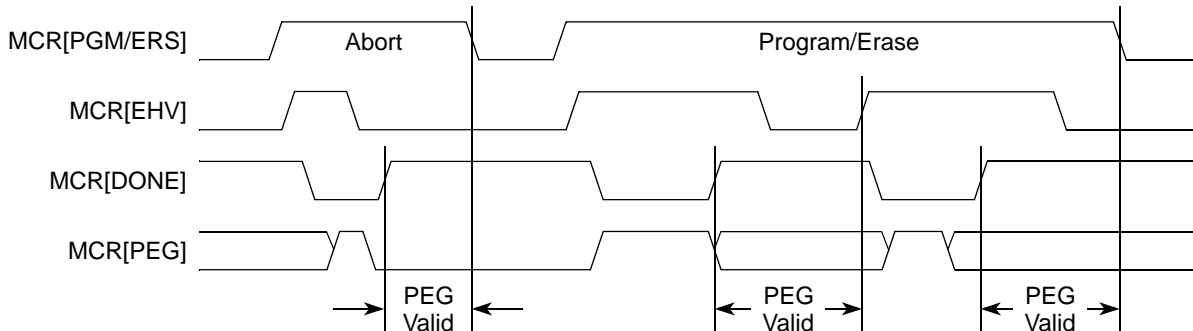 MCR[PGM/ERS]
Abort
Program/Erase
MCR[EHV]
MCR[DONE]
MCR[PEG]
PEG
Valid
PEG
Valid
PEG
Valid